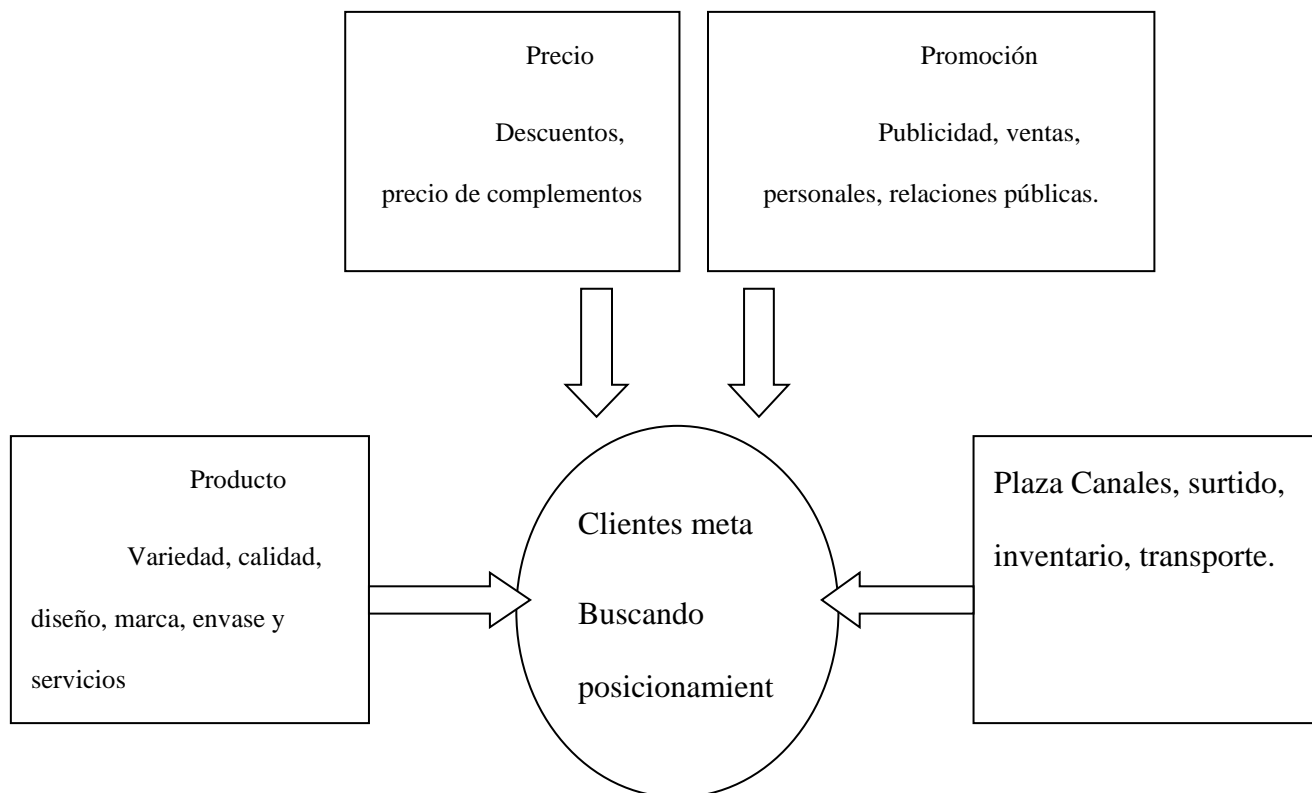 Precio
Descuentos,
precio de complementos
Promoción
Publicidad, ventas,
personales, relaciones públicas.
Producto
Variedad, calidad,
diseño, marca, envase y
servicios
Clientes meta
Buscando
posicionamient
Plaza Canales, surtido,
inventario, transporte.